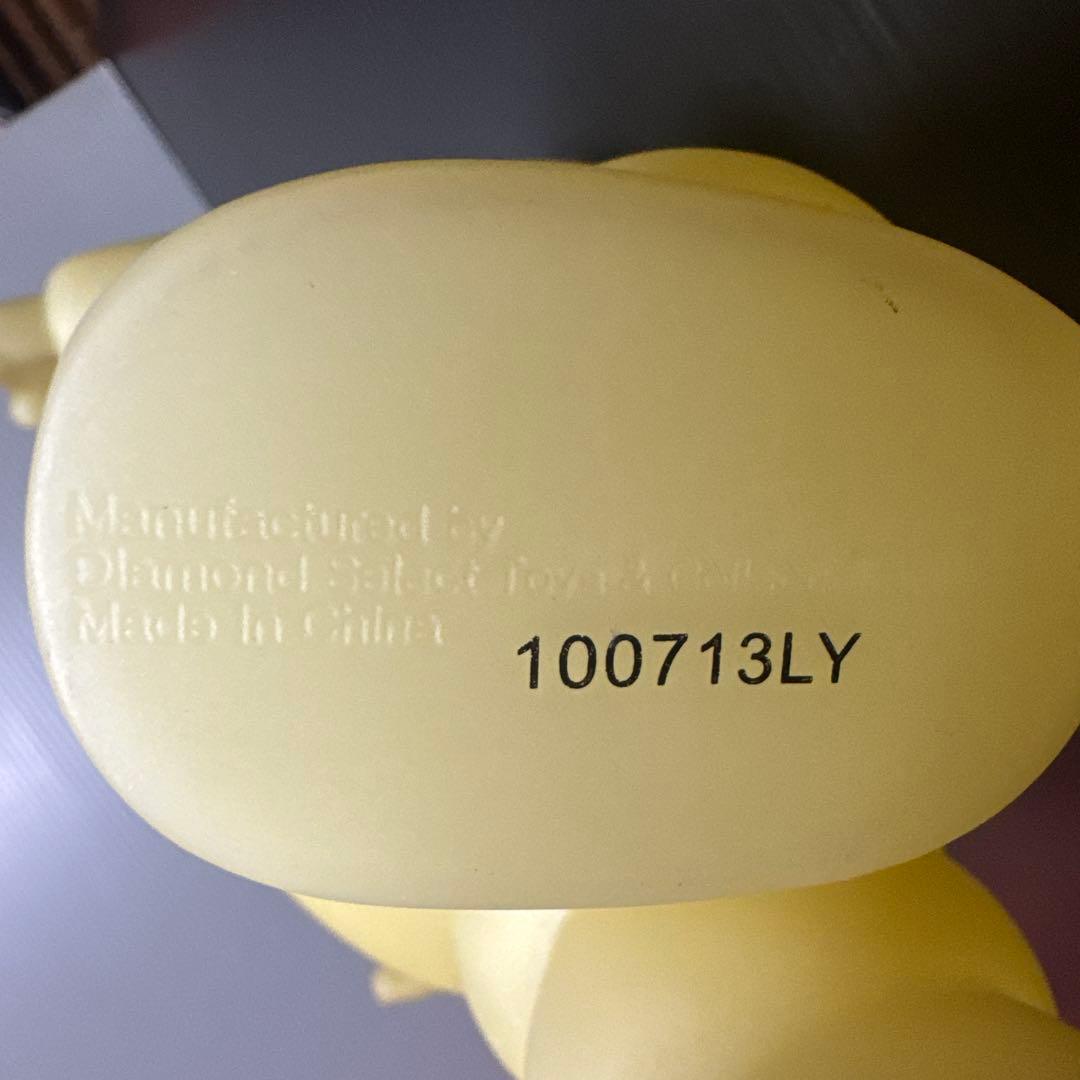 Manufactured by
Diamond Select Toys &
Made In China
100713LY